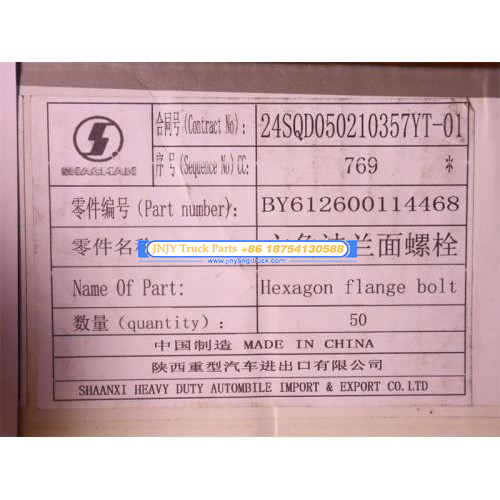 SHACMAN
合同号(Contract No): 24SQD050210357YT-01
序 号(Sequence No)CC: 769 *
零件编号(Part number): BY612600114468
零件名称 兰面螺栓
JNJY Truck Parts +86 18754130588
www.jinyang-truck.com
Name Of Part: Hexagon flange bolt
数量(quantity): 50
中国制造 MADE IN CHINA
陕西重型汽车进出口有限公司
SHAANXI HEAVY DUTY AUTOMBILE IMPORT & EXPORT CO.LTD